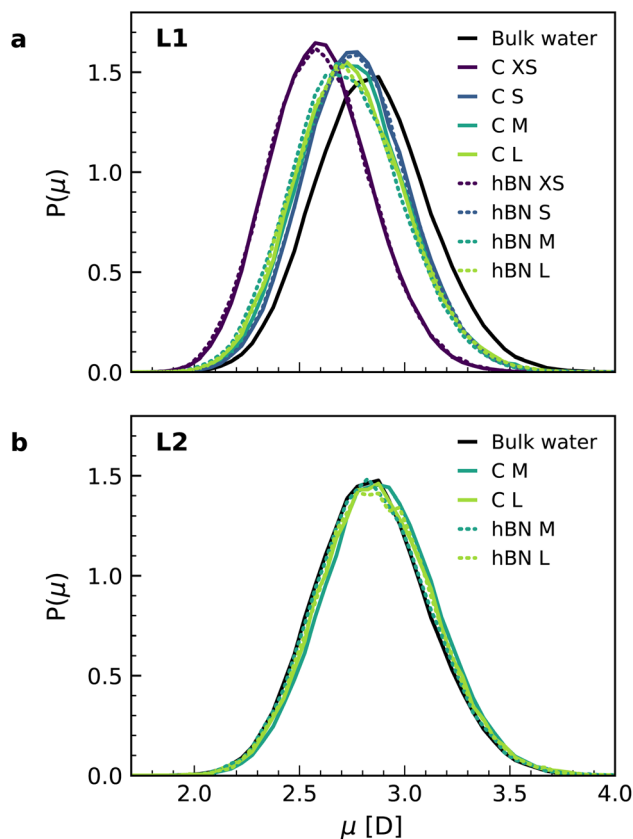 a
L1
Bulk water
C XS
C S
C M
C L
hBN XS
hBN S
hBN M
hBN L
P(μ)
1.5
1.0
0.5
0.0
b
L2
Bulk water
C M
C L
hBN M
hBN L
P(μ)
1.5
1.0
0.5
0.0
2.0 2.5 3.0 3.5 4.0
μ [D]